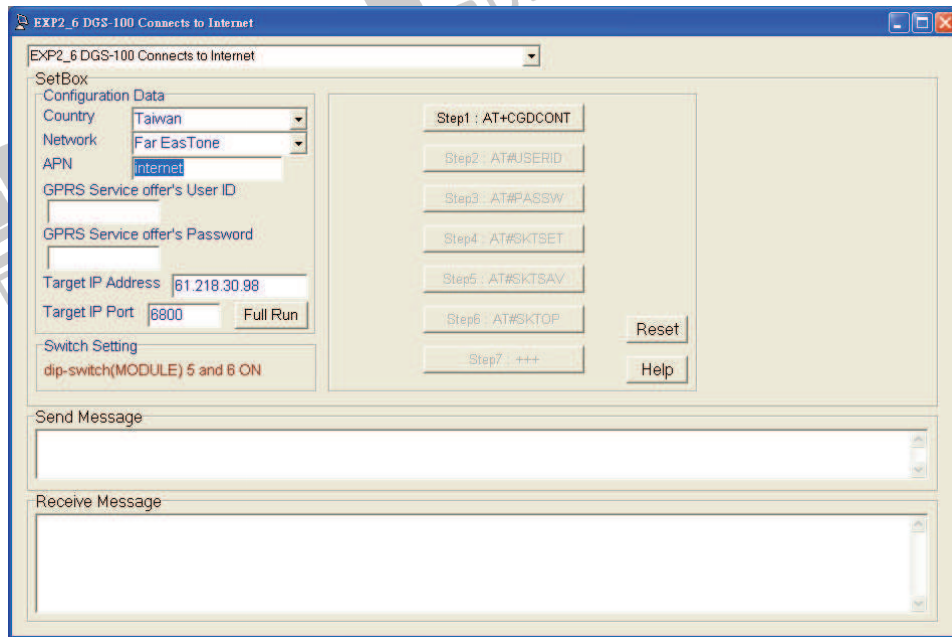 EXP2_6 DGS-100 Connects to Internet
EXP2_6 DGS-100 Connects to Internet
SetBox
Configuration Data
Country Taiwan
Network Far EasTone
APN internet
GPRS Service offer's User ID
GPRS Service offer's Password
Target IP Address 61.218.30.98
Target IP Port 6800 Full Run
Switch Setting
dip-switch(MODULE) 5 and 6 ON
Step1 : AT+CGDCONT
Step2 : AT#USERID
Step3 : AT#PASSW
Step4 : AT#SKTSET
Step5 : AT#SKTSAV
Step6 : AT#SKTOP
Step7 : +++
Reset
Help
Send Message
Receive Message